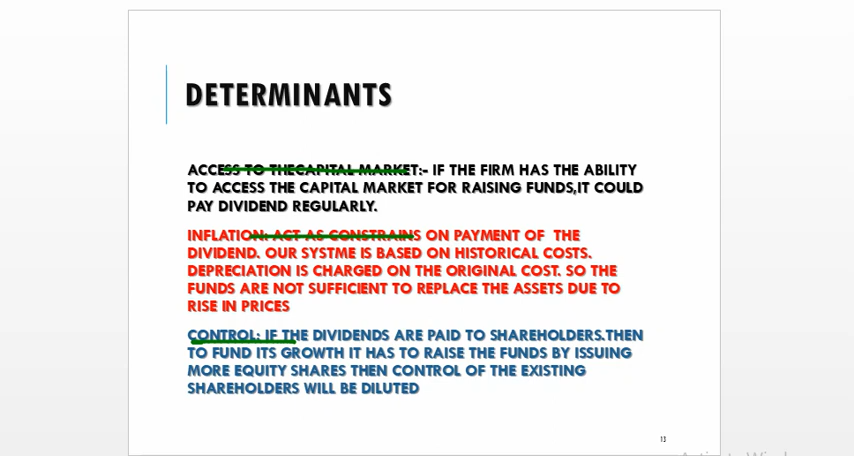 DETERMINANTS
ACCESS TO THECAPITAL MARKET:- IF THE FIRM HAS THE ABILITY
TO ACCESS THE CAPITAL MARKET FOR RAISING FUNDS,IT COULD
PAY DIVIDEND REGULARLY.
INFLATION: ACT AS CONSTRAINS ON PAYMENT OF THE
DIVIDEND. OUR SYSTME IS BASED ON HISTORICAL COSTS.
DEPRECIATION IS CHARGED ON THE ORIGINAL COST. SO THE
FUNDS ARE NOT SUFFICIENT TO REPLACE THE ASSETS DUE TO
RISE IN PRICES
CONTROL: IF THE DIVIDENDS ARE PAID TO SHAREHOLDERS.THEN
TO FUND ITS GROWTH IT HAS TO RAISE THE FUNDS BY ISSUING
MORE EQUITY SHARES THEN CONTROL OF THE EXISTING
SHAREHOLDERS WILL BE DILUTED
13